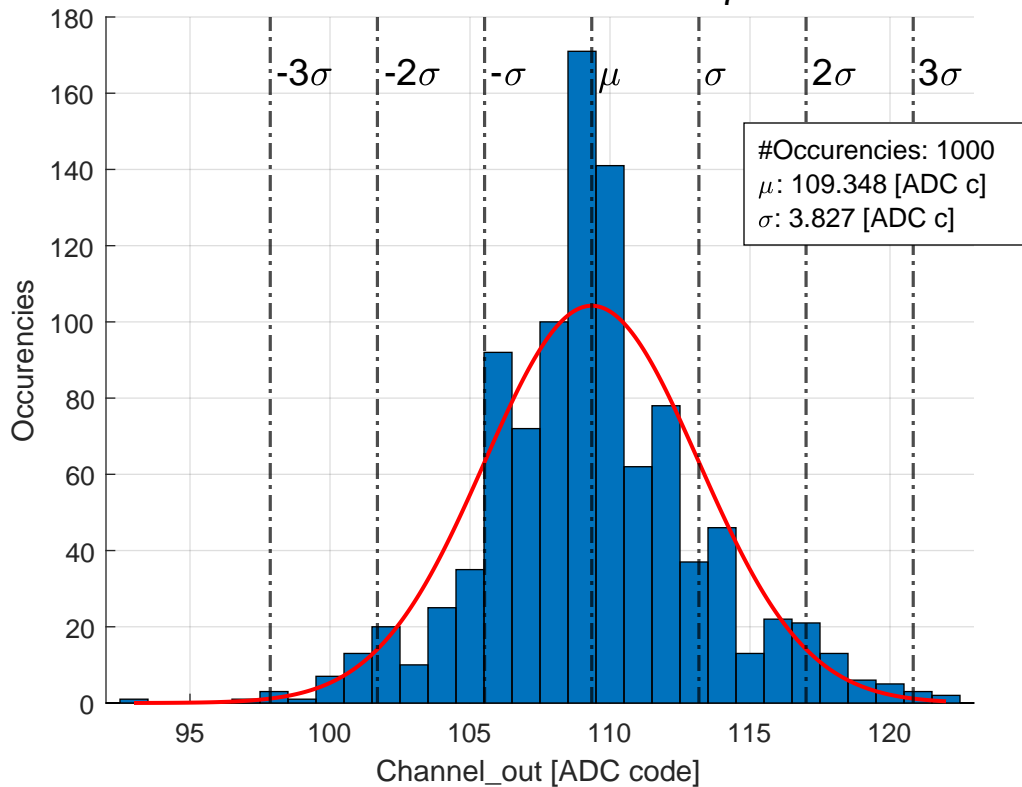 180
160
140
120
100
80
60
40
20
0
Occurencies
-3σ
-2σ
-σ
μ
σ
2σ
3σ
#Occurencies: 1000
μ: 109.348 [ADC c]
σ: 3.827 [ADC c]
95
100
105
110
115
120
Channel_out [ADC code]